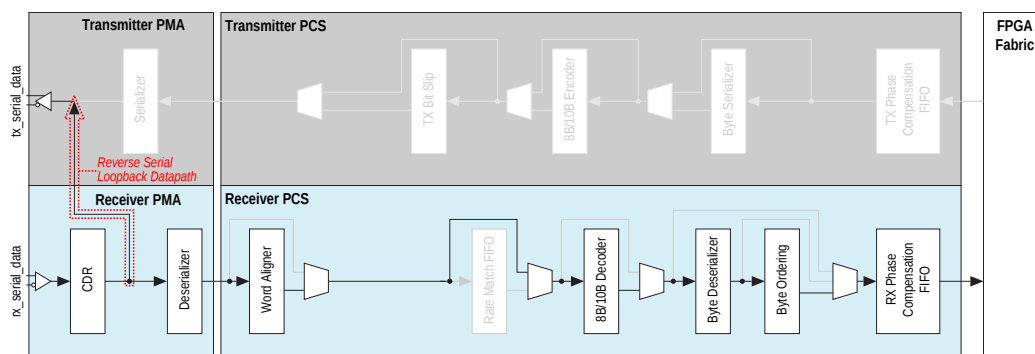 Transmitter PMA
Transmitter PCS
FPGA
Fabric
tx_serial_data
Serializer
TX Bit Slip
8B/10B Encoder
Byte Serializer
TX Phase
Compensation
FIFO
Reverse Serial
Loopback Datapath
Receiver PMA
Receiver PCS
rx_serial_data
CDR
Deserializer
Word Aligner
Rate Match FIFO
8B/10B Decoder
Byte Deserializer
Byte Ordering
RX Phase
Compensation
FIFO